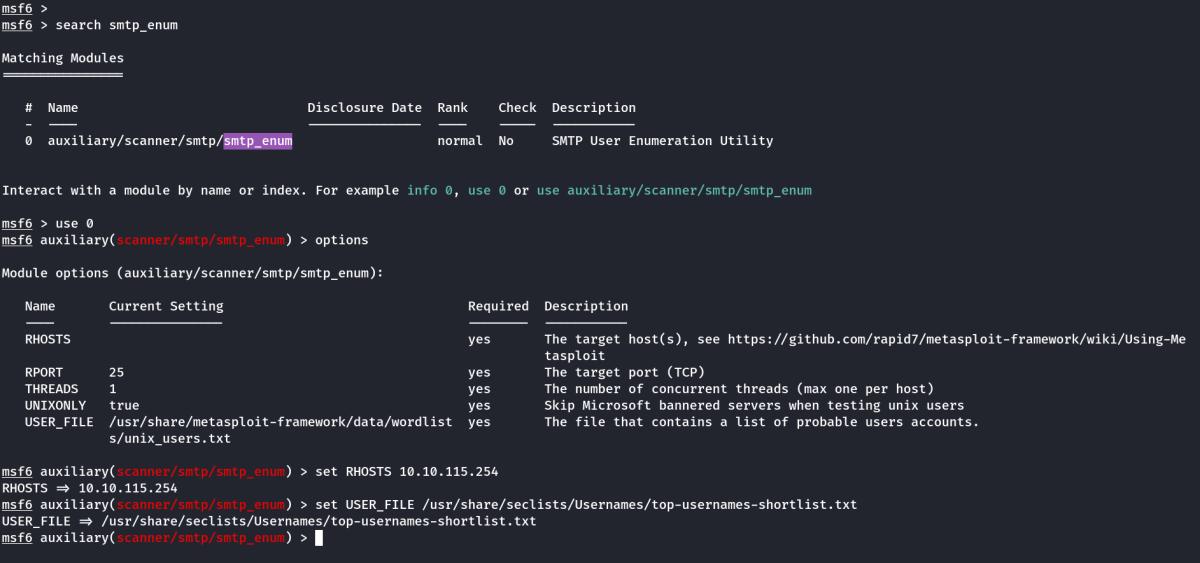 msf6 >
msf6 > search smtp_enum
Matching Modules
================
# Name Disclosure Date Rank Check Description
- ---- --------------- ---- ----- -----------
0 auxiliary/scanner/smtp/smtp_enum normal No SMTP User Enumeration Utility
Interact with a module by name or index. For example info 0, use 0 or use auxiliary/scanner/smtp/smtp_enum
msf6 > use 0
msf6 auxiliary(scanner/smtp/smtp_enum) > options
Module options (auxiliary/scanner/smtp/smtp_enum):
Name Current Setting Required Description
---- --------------- -------- -----------
RHOSTS yes The target host(s), see https://github.com/rapid7/metasploit-framework/wiki/Using-Me
tasploit
RPORT 25 yes The target port (TCP)
THREADS 1 yes The number of concurrent threads (max one per host)
UNIXONLY true yes Skip Microsoft bannered servers when testing unix users
USER_FILE /usr/share/metasploit-framework/data/wordlist yes The file that contains a list of probable users accounts.
s/unix_users.txt
msf6 auxiliary(scanner/smtp/smtp_enum) > set RHOSTS 10.10.115.254
RHOSTS => 10.10.115.254
msf6 auxiliary(scanner/smtp/smtp_enum) > set USER_FILE /usr/share/seclists/Usernames/top-usernames-shortlist.txt
USER_FILE => /usr/share/seclists/Usernames/top-usernames-shortlist.txt
msf6 auxiliary(scanner/smtp/smtp_enum) >